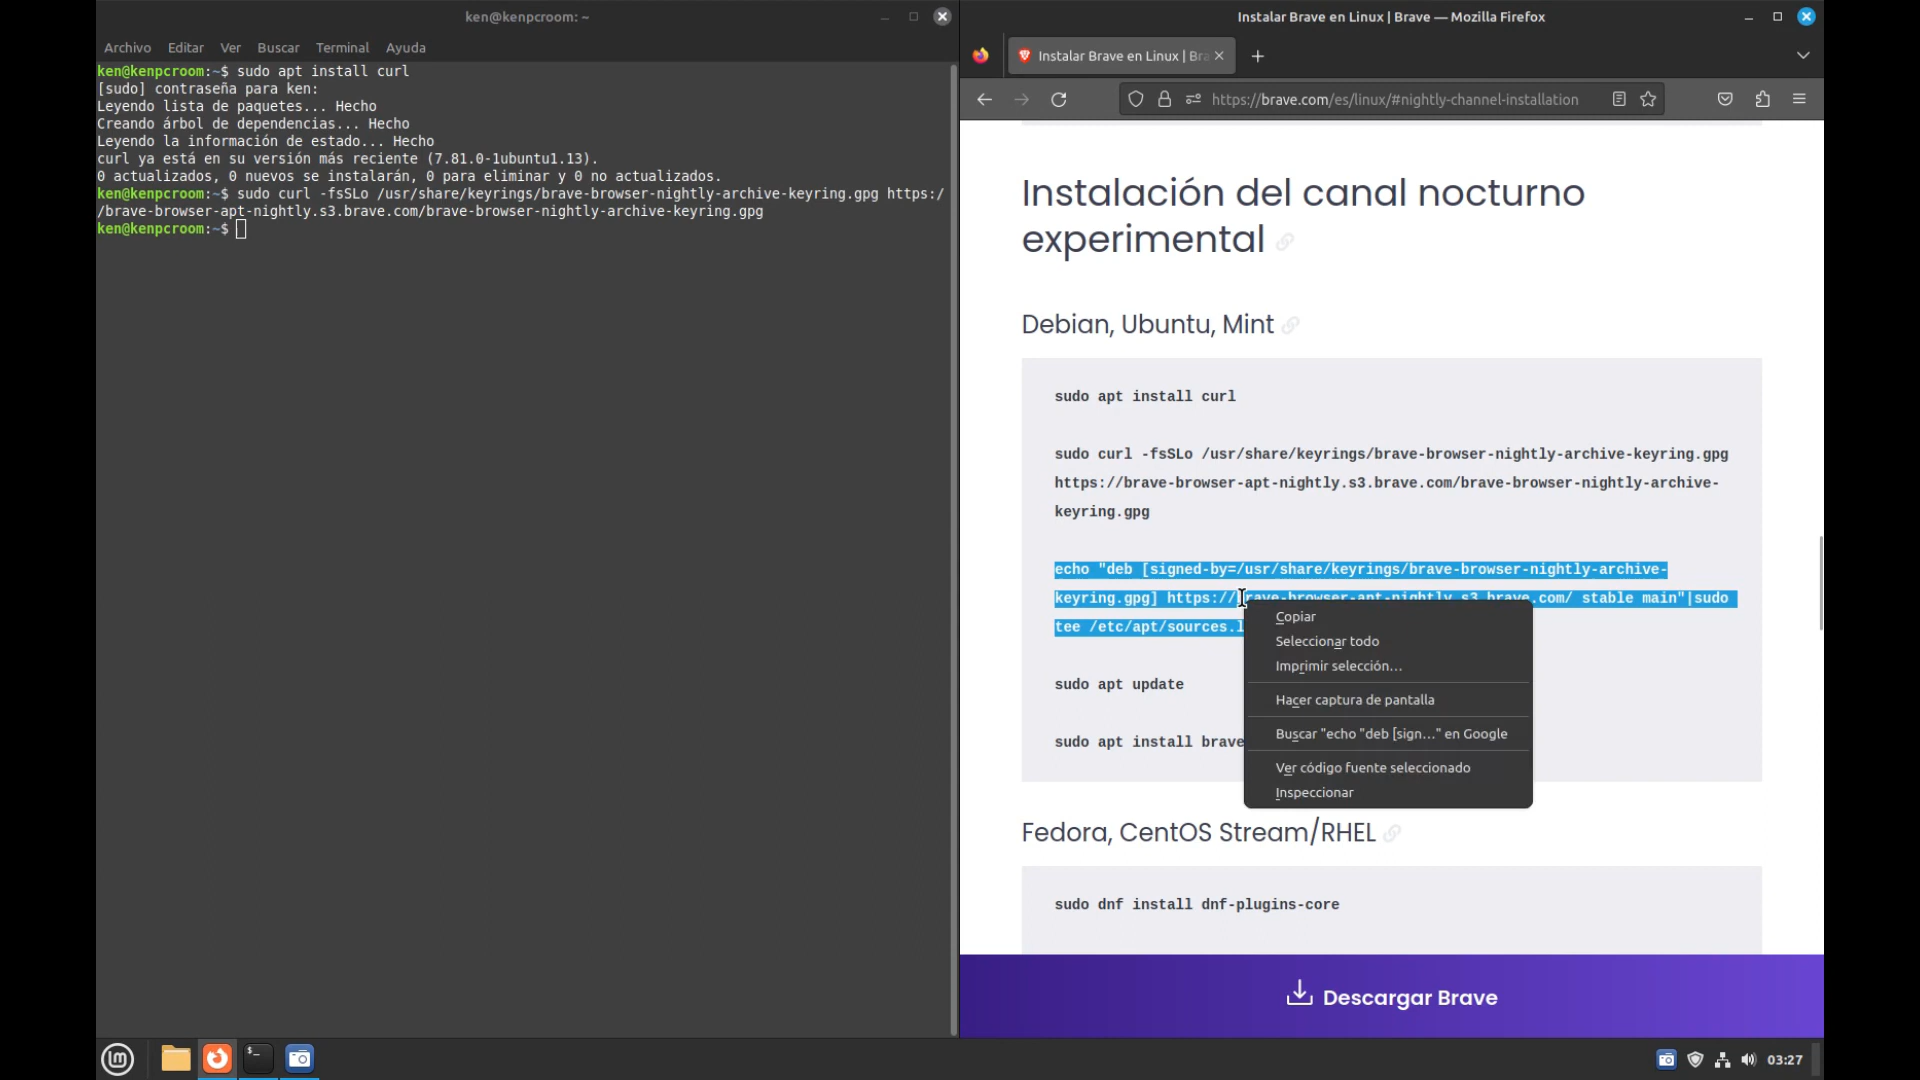 ken@kenpcroom: ~
Archivo Editar Ver Buscar Terminal Ayuda
ken@kenpcroom:~$ sudo apt install curl
[sudo] contraseña para ken:
Leyendo lista de paquetes... Hecho
Creando árbol de dependencias... Hecho
Leyendo la información de estado... Hecho
curl ya está en su versión más reciente (7.81.0-1ubuntu1.13).
0 actualizados, 0 nuevos se instalarán, 0 para eliminar y 0 no actualizados.
ken@kenpcroom:~$ sudo curl -fsSLo /usr/share/keyrings/brave-browser-nightly-archive-keyring.gpg https:/
/brave-browser-apt-nightly.s3.brave.com/brave-browser-nightly-archive-keyring.gpg
ken@kenpcroom:~$
Instalar Brave en Linux | Brave — Mozilla Firefox
Instalar Brave en Linux | Bra
https://brave.com/es/linux/#nightly-channel-installation
Instalación del canal nocturno
experimental
Debian, Ubuntu, Mint
sudo apt install curl
sudo curl -fsSLo /usr/share/keyrings/brave-browser-nightly-archive-keyring.gpg
https://brave-browser-apt-nightly.s3.brave.com/brave-browser-nightly-archive-
keyring.gpg
echo "deb [signed-by=/usr/share/keyrings/brave-browser-nightly-archive-
keyring.gpg] https://brave-browser-apt-nightly.s3.brave.com/ stable main"|sudo
tee /etc/apt/sources.l
sudo apt update
sudo apt install brave
Copiar
Seleccionar todo
Imprimir selección...
Hacer captura de pantalla
Buscar "echo "deb [sign..." en Google
Ver código fuente seleccionado
Inspeccionar
Fedora, CentOS Stream/RHEL
sudo dnf install dnf-plugins-core
Descargar Brave
03:27